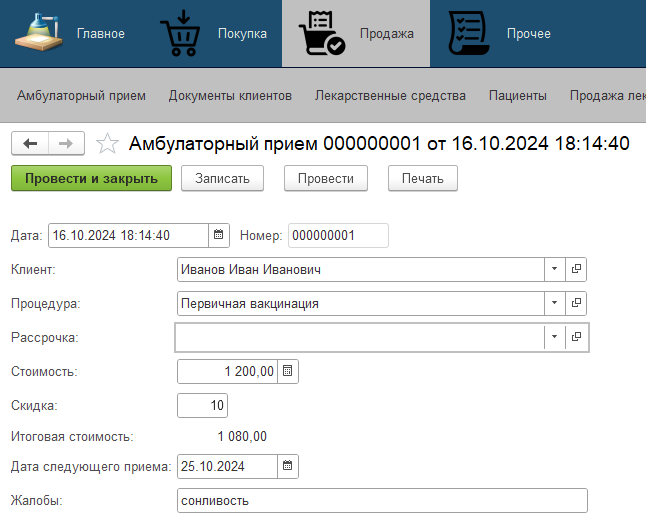 Главное Покупка Продажа Прочее
Амбулаторный прием Документы клиентов Лекарственные средства Пациенты Продажа лек
Амбулаторный прием 000000001 от 16.10.2024 18:14:40
Провести и закрыть Записать Провести Печать
Дата: 16.10.2024 18:14:40 Номер: 000000001
Клиент: Иванов Иван Иванович
Процедура: Первичная вакцинация
Рассрочка:
Стоимость: 1 200,00
Скидка: 10
Итоговая стоимость: 1 080,00
Дата следующего приема: 25.10.2024
Жалобы: сонливость